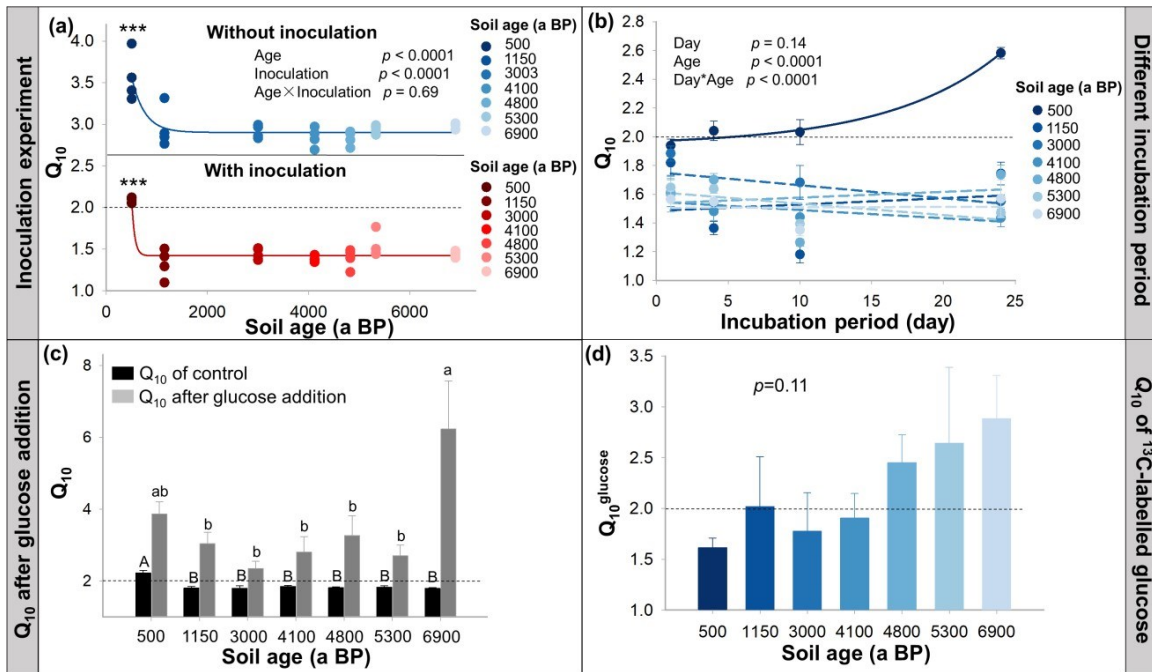 Inoculation experiment
(a)
***
Without inoculation
Age p < 0.0001
Inoculation p < 0.0001
Age×Inoculation p = 0.69
4.0
3.5
3.0
2.5
With inoculation
***
2.0
1.5
1.0
Q10
0 2000 4000 6000
Soil age (a BP)
Soil age (a BP)
500
1150
3003
4100
4800
5300
6900
500
1150
3000
4100
4800
5300
6900
(b)
Day p = 0.14
Age p < 0.0001
Day*Age p < 0.0001
2.8
2.6
2.4
2.2
2.0
1.8
1.6
1.4
1.2
1.0
Q10
0 5 10 15 20 25
Incubation period (day)
Soil age (a BP)
500
1150
3000
4100
4800
5300
6900
Different incubation period
Q10 after glucose addition
(c)
Q10 of control
Q10 after glucose addition
8
6
4
2
Q10
ab b b b b b a
A B B B B B B
500 1150 3000 4100 4800 5300 6900
Soil age (a BP)
(d)
p=0.11
3.5
3.0
2.5
2.0
1.5
1.0
Q10glucose
500 1150 3000 4100 4800 5300 6900
Soil age (a BP)
Q10 of 13C-labelled glucose